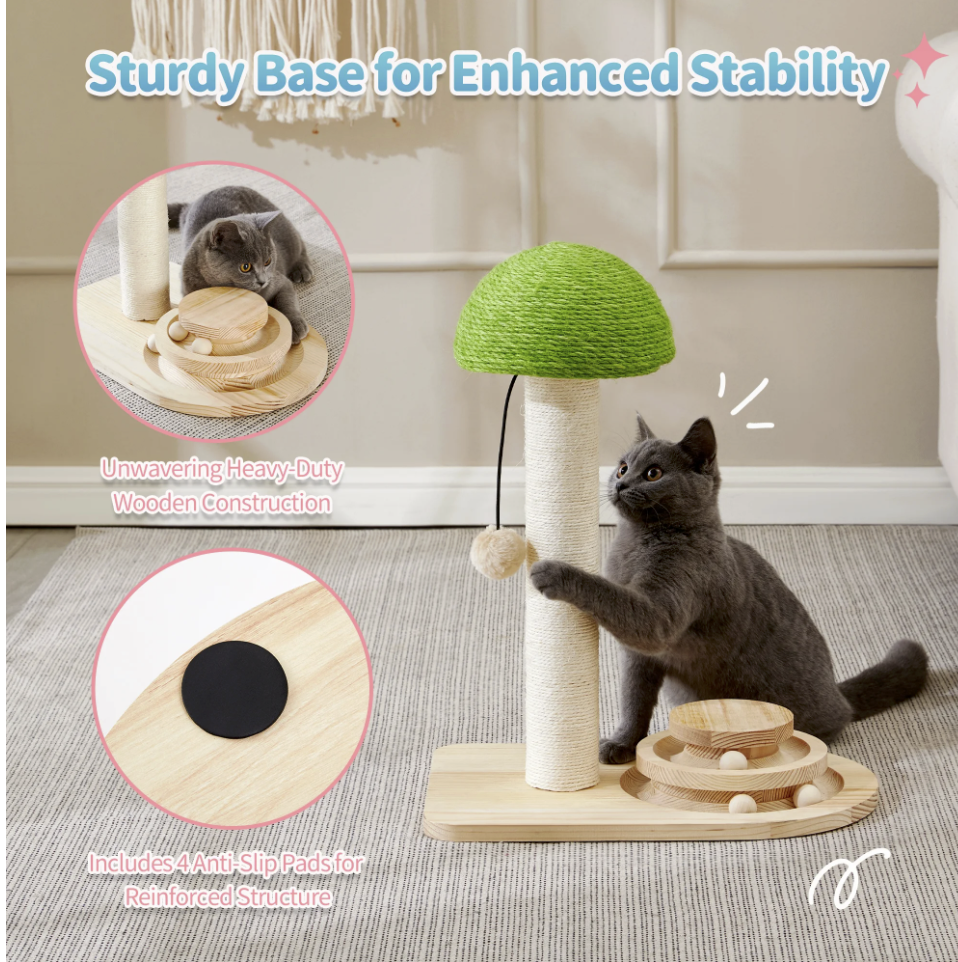 Sturdy Base for Enhanced Stability
Unwavering Heavy-Duty
Wooden Construction
Includes 4 Anti-Slip Pads for
Reinforced Structure